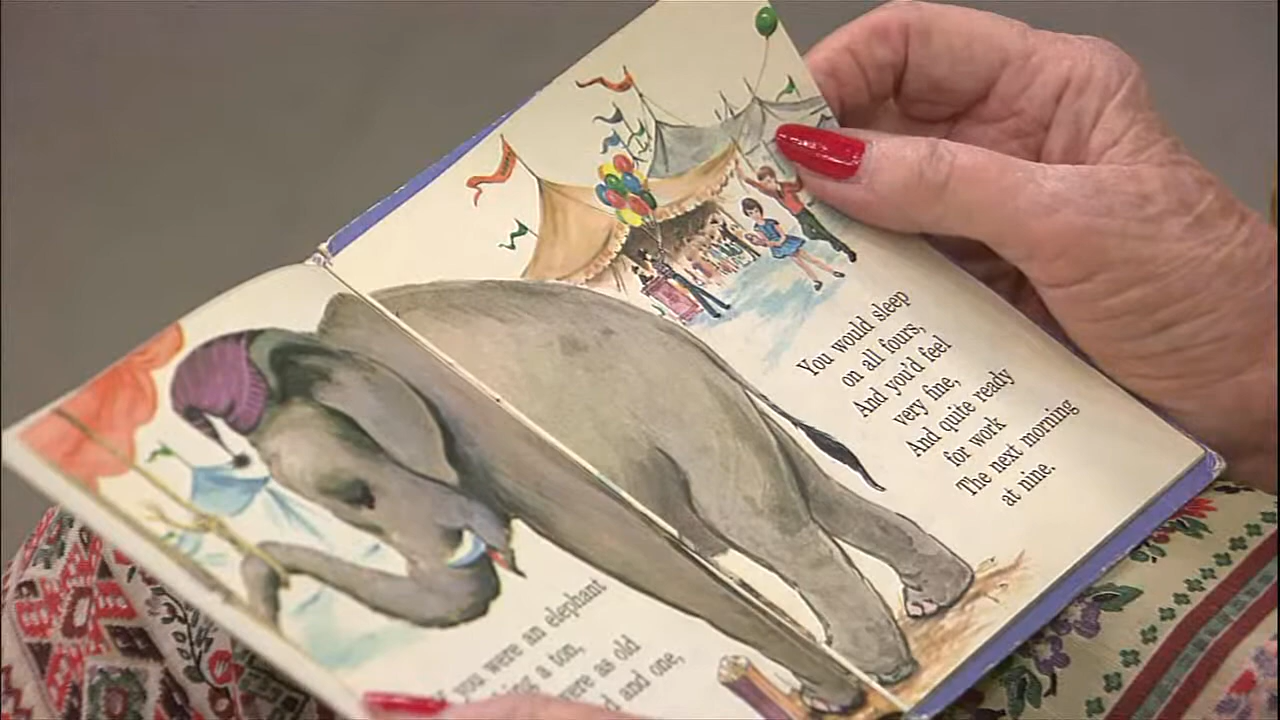 you were an elephant
a ton,
were as old
and one,
You would sleep
on all fours,
And you'd feel
very fine,
And quite ready
for work
The next morning
at nine.